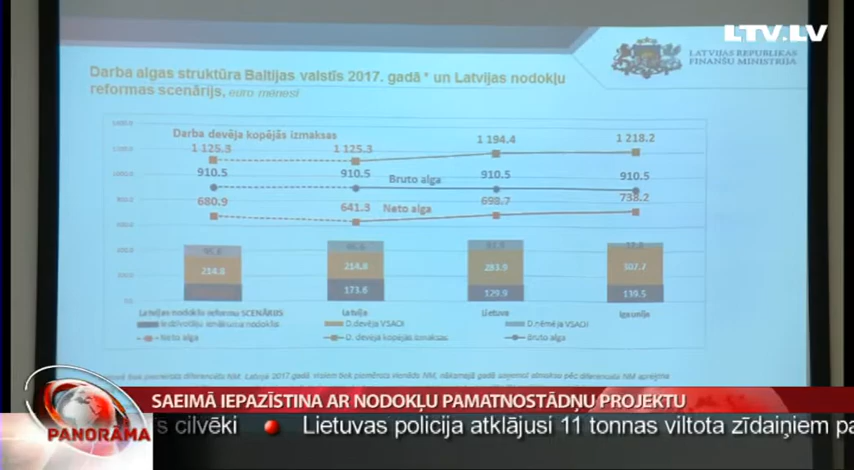 LTV.LV
LATVIJAS REPUBLIKAS
FINANŠU MINISTRIJA
Darba algas struktūra Baltijas valstīs 2017. gadā * un Latvijas nodokļu
reformas scenārijs, euro mēnesī
Darba devēja kopējās izmaksas
1 125.3 1 125.3 1 194.4 1 218.2
910.5 910.5 Bruto alga 910.5 910.5
680.9 641.3 Neto alga 698.7 738.2
214.8 214.8 283.9 307.7
173.6 129.9 139.5
Latvijas nodokļu reformu SCENĀRIJS Latvija Lietuva Igaunija
Iedzīvotāju ienākuma nodoklis D.devēja VSAOI D.ņēmēja VSAOI
Neto alga D. devēja kopējās izmaksas Bruto alga
SAEIMĀ IEPAZĪSTINA AR NODOKĻU PAMATNOSTĀDŅU PROJEKTU
PANORĀMA
s cilvēki Lietuvas policija atklājusi 11 tonnas viltota zīdaiņiem pa